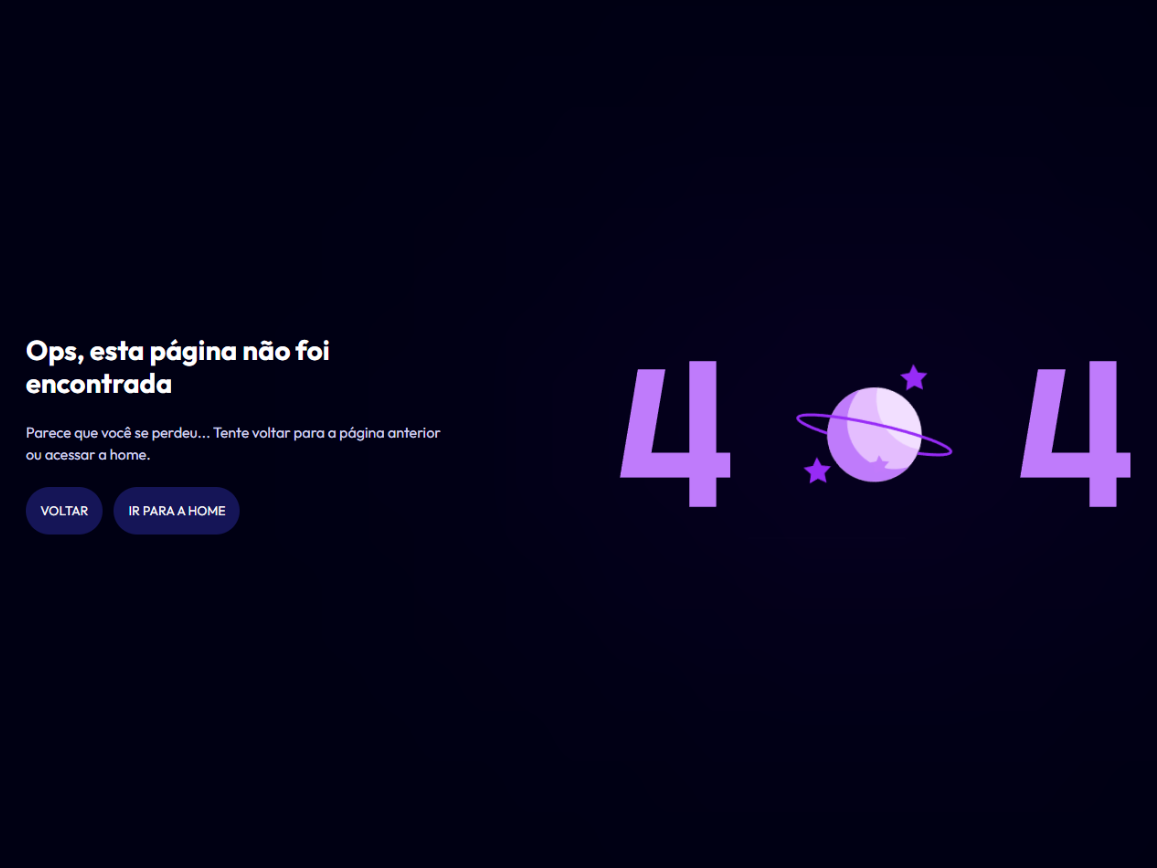 Ops, esta página não foi
encontrada
Parece que você se perdeu... Tente voltar para a página anterior
ou acessar a home.
VOLTAR
IR PARA A HOME
4 4